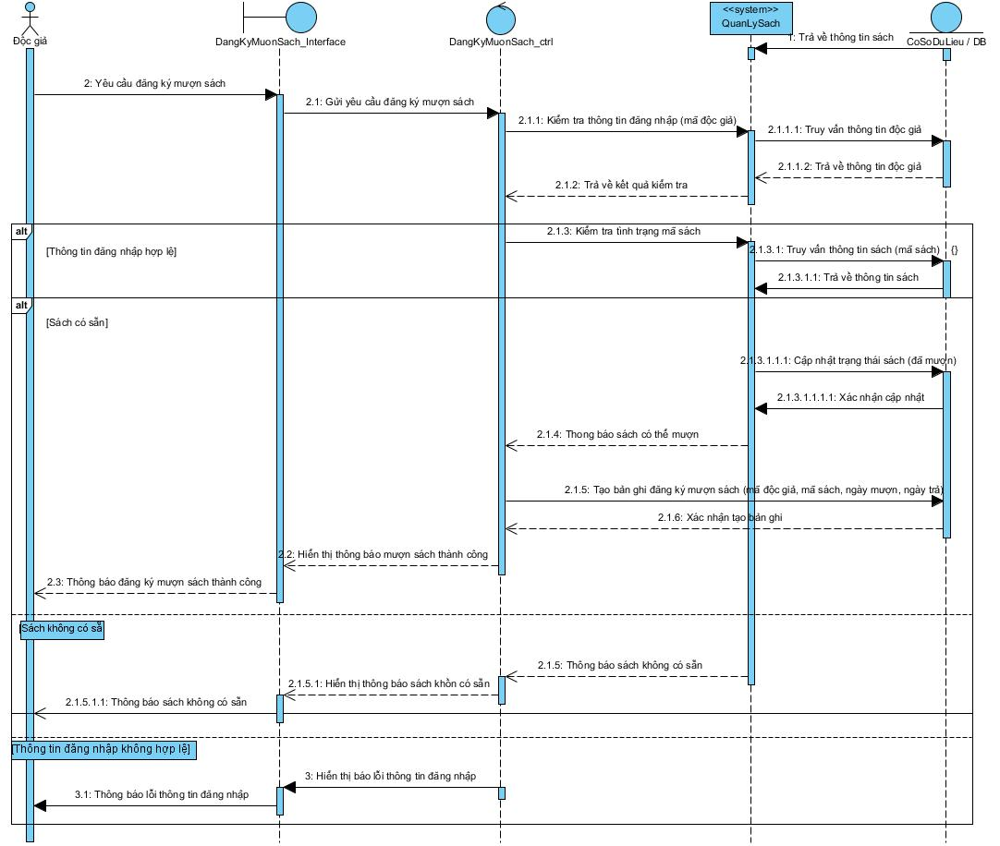 <<system>>
QuanLySach
Độc giả
DangKyMuonSach_Interface
DangKyMuonSach_ctrl
CoSoDuLieu / DB
1: Trả về thông tin sách
2: Yêu cầu đăng ký mượn sách
2.1: Gửi yêu cầu đăng ký mượn sách
2.1.1: Kiểm tra thông tin đăng nhập (mã độc giả)
2.1.1.1: Truy vấn thông tin độc giả
2.1.1.2: Trả về thông tin độc giả
2.1.2: Trả về kết quả kiểm tra
alt
2.1.3: Kiểm tra tình trạng mã sách
[Thông tin đăng nhập hợp lệ]
2.1.3.1: Truy vấn thông tin sách (mã sách)
{}
2.1.3.1.1: Trả về thông tin sách
alt
[Sách có sẵn]
2.1.3.1.1.1: Cập nhật trạng thái sách (đã mượn)
2.1.3.1.1.1.1: Xác nhận cập nhật
2.1.4: Thong báo sách có thể mượn
2.1.5: Tạo bản ghi đăng ký mượn sách (mã độc giả, mã sách, ngày mượn, ngày trả)
2.1.6: Xác nhận tạo bản ghi
2.2: Hiển thị thông báo mượn sách thành công
2.3: Thông báo đăng ký mượn sách thành công
[Sách không có sẵ
2.1.5: Thông báo sách không có sẵn
2.1.5.1: Hiển thị thông báo sách khôn có sẵn
2.1.5.1.1: Thông báo sách không có sẵn
[Thông tin đăng nhập không hợp lệ]
3: Hiển thị báo lỗi thông tin đăng nhập
3.1: Thông báo lỗi thông tin đăng nhập